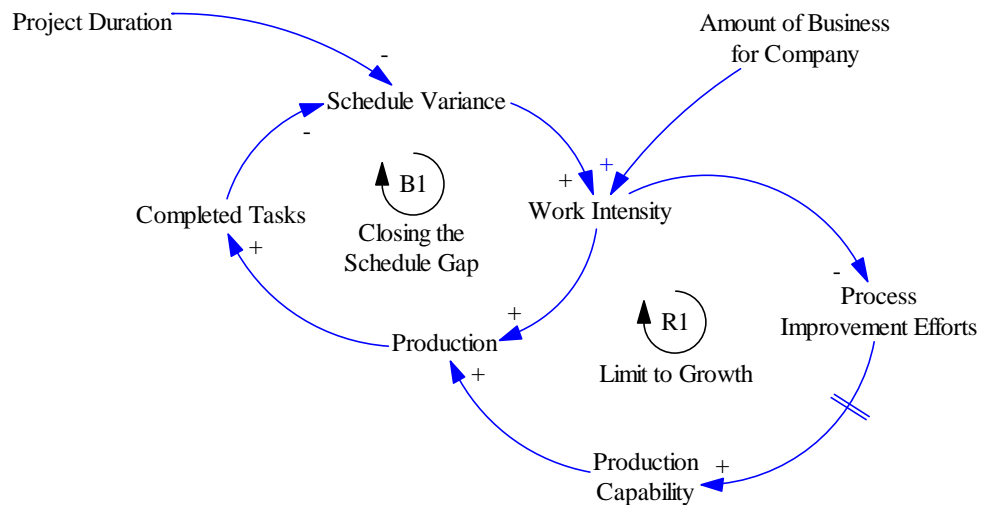 Project Duration
Amount of Business
for Company
-
Schedule Variance
-
+
+
B1
Completed Tasks
Work Intensity
Closing the
Schedule Gap
+
-
Process
Improvement Efforts
+
R1
Production
+
Limit to Growth
Production
Capability
+